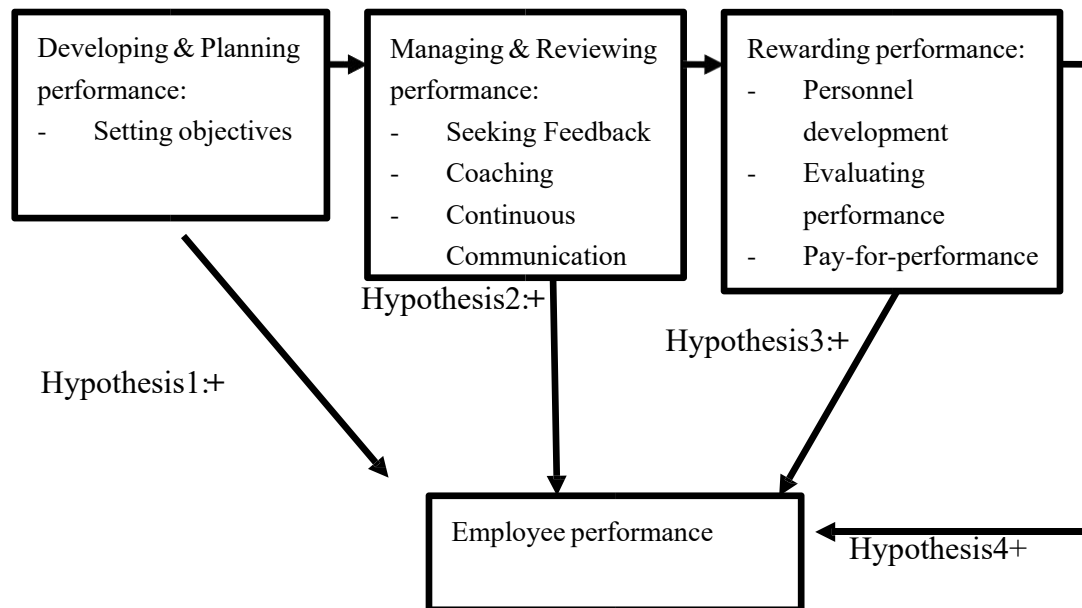 Developing & Planning
performance:
- Setting objectives
Managing & Reviewing
performance:
- Seeking Feedback
- Coaching
- Continuous
Communication
Rewarding performance:
- Personnel
development
- Evaluating
performance
- Pay-for-performance
Hypothesis1:+
Hypothesis2:+
Hypothesis3:+
Employee performance
Hypothesis4+